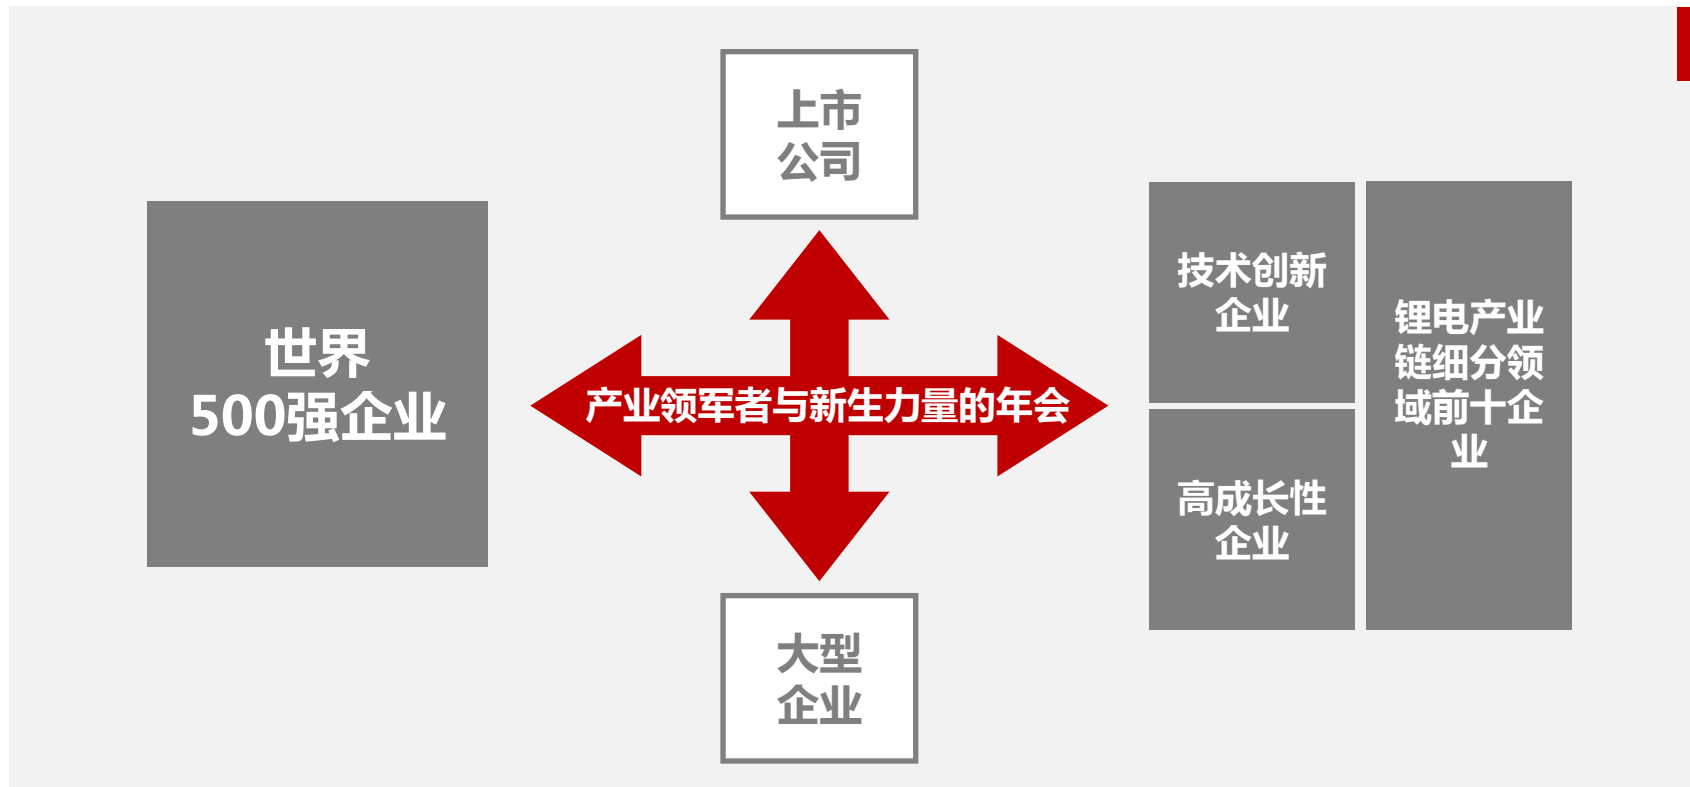 上市
公司
世界
500强企业
产业领军者与新生力量的年会
技术创新
企业
高成长性
企业
锂电产业
链细分领
域前十企
业
大型
企业